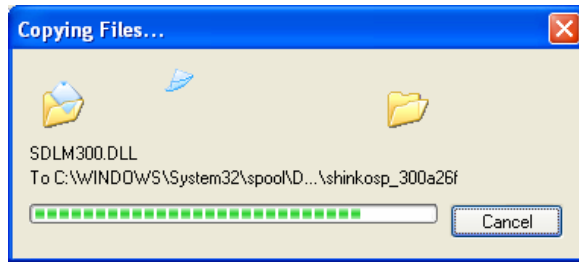 Copying Files...
SDLM300.DLL
To C:\WINDOWS\System32\spool\D...\shinkosp_300a26f
Cancel